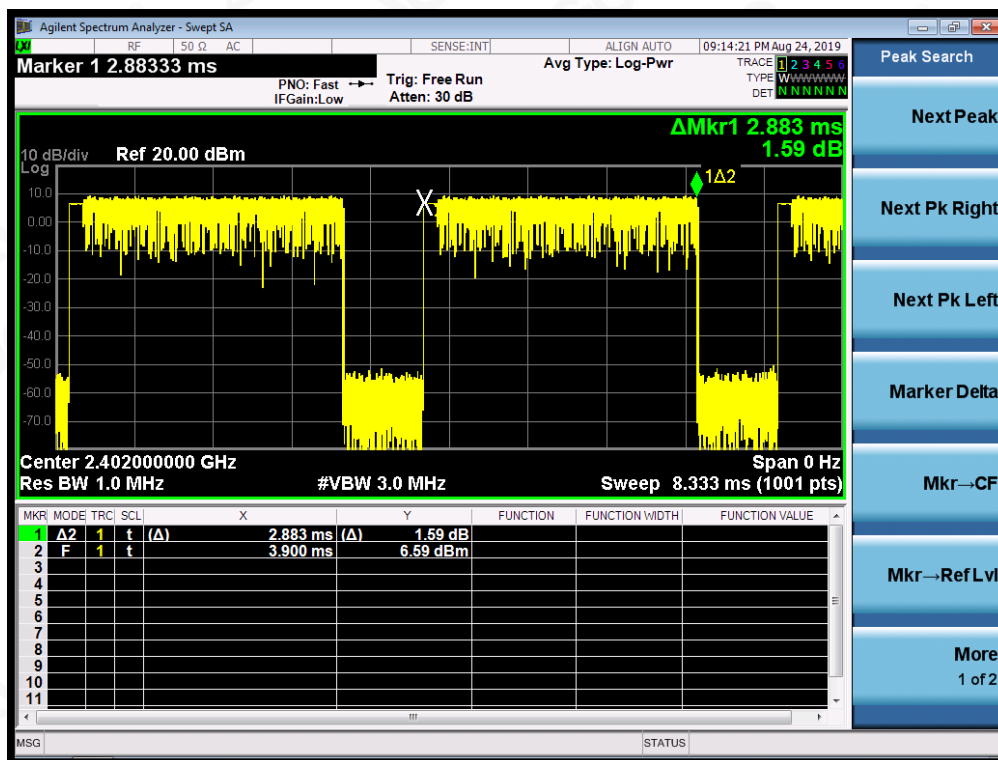 Agilent Spectrum Analyzer - Swept SA
LXI RF 50 Ω AC SENSE:INT ALIGN AUTO 09:14:21 PM Aug 24, 2019
Marker 1 2.88333 ms
PNO: Fast
IFGain:Low
Trig: Free Run
Atten: 30 dB
Avg Type: Log-Pwr
TRACE 1 2 3 4 5 6
TYPE W
DET N N N N N N
ΔMkr1 2.883 ms
1.59 dB
10 dB/div Ref 20.00 dBm
Log
10.0
0.00
-10.0
-20.0
-30.0
-40.0
-50.0
-60.0
-70.0
1Δ2
Center 2.402000000 GHz Span 0 Hz
Res BW 1.0 MHz #VBW 3.0 MHz Sweep 8.333 ms (1001 pts)
MKR MODE TRC SCL X Y FUNCTION FUNCTION WIDTH FUNCTION VALUE
1 Δ2 1 t (Δ) 2.883 ms (Δ) 1.59 dB
2 F 1 t 3.900 ms 6.59 dBm
3
4
5
6
7
8
9
10
11
MSG STATUS
Peak Search
Next Peak
Next Pk Right
Next Pk Left
Marker Delta
Mkr→CF
Mkr→Ref Lvl
More
1 of 2